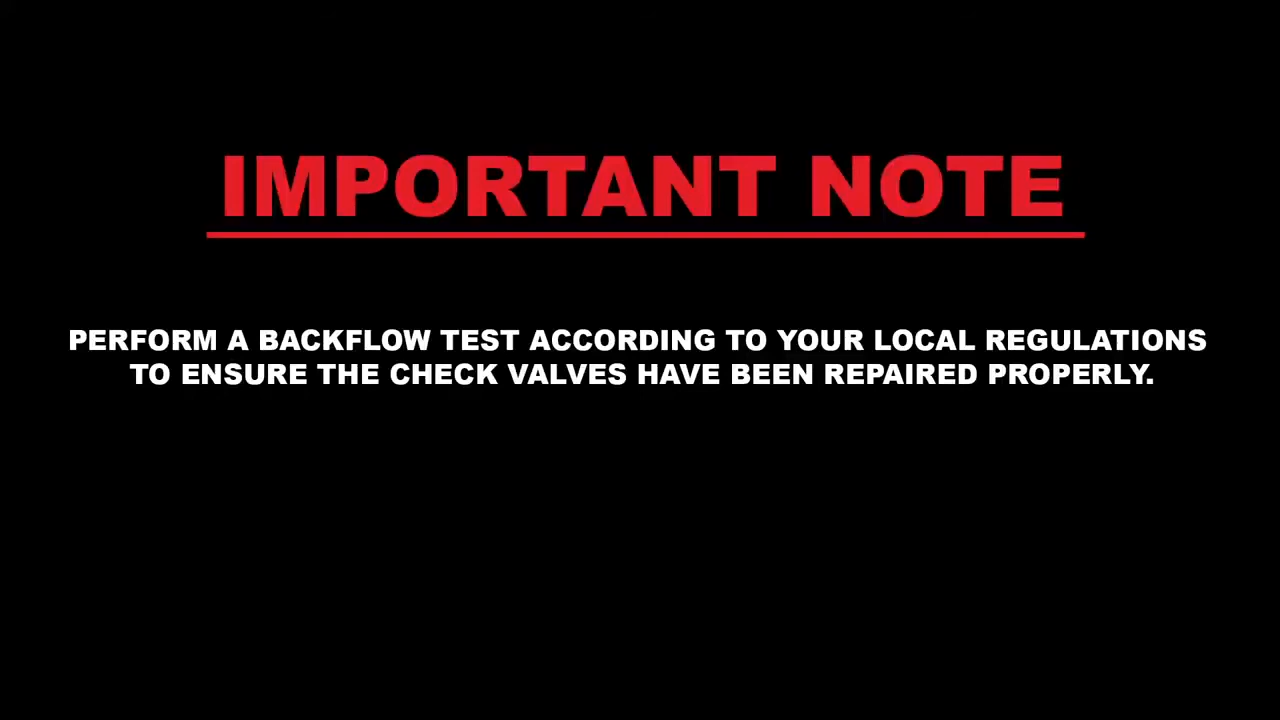 IMPORTANT NOTE
PERFORM A BACKFLOW TEST ACCORDING TO YOUR LOCAL REGULATIONS
TO ENSURE THE CHECK VALVES HAVE BEEN REPAIRED PROPERLY.